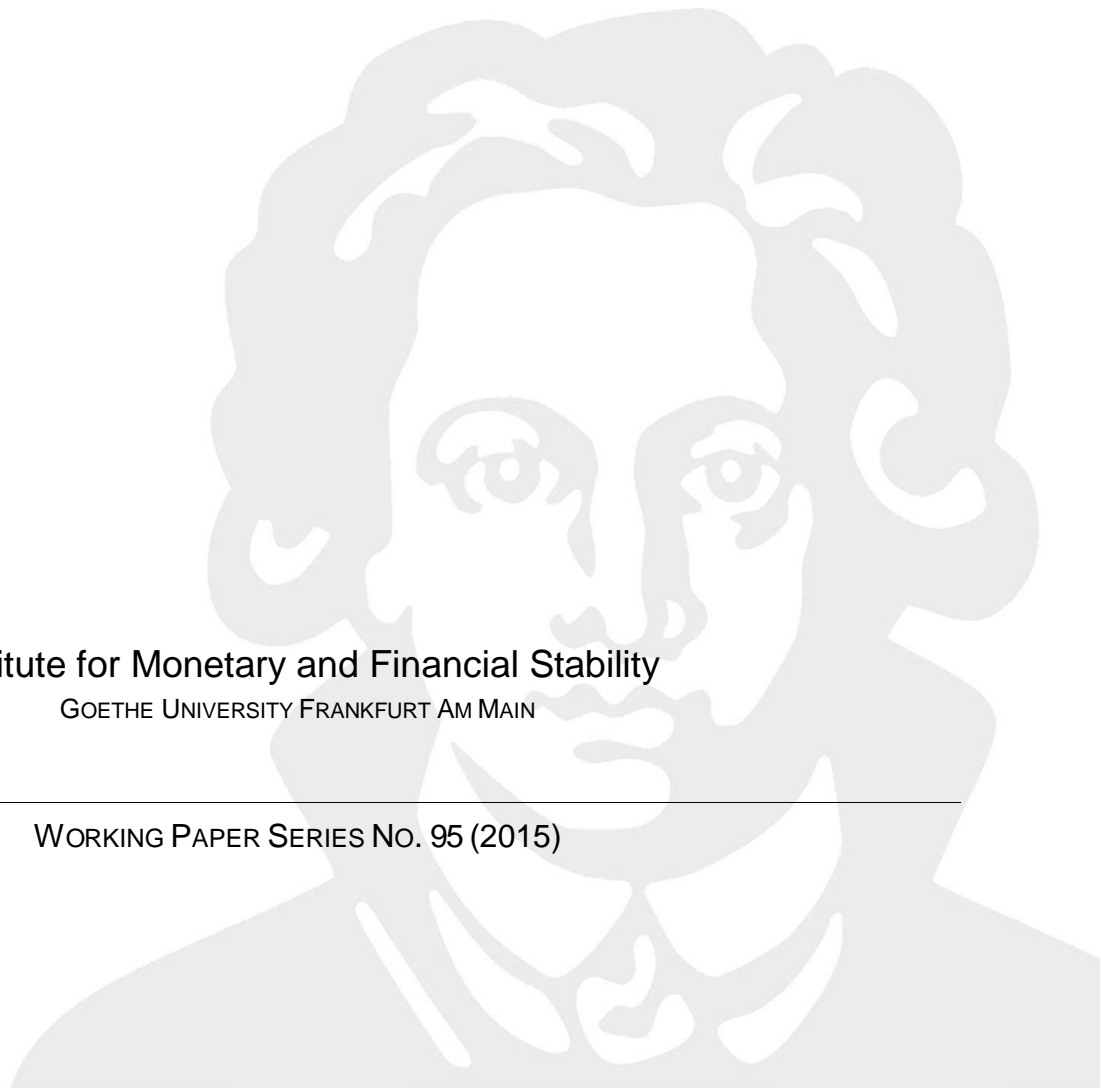 itute for Monetary and Financial Stability
GOETHE UNIVERSITY FRANKFURT AM MAIN
WORKING PAPER SERIES NO. 95 (2015)